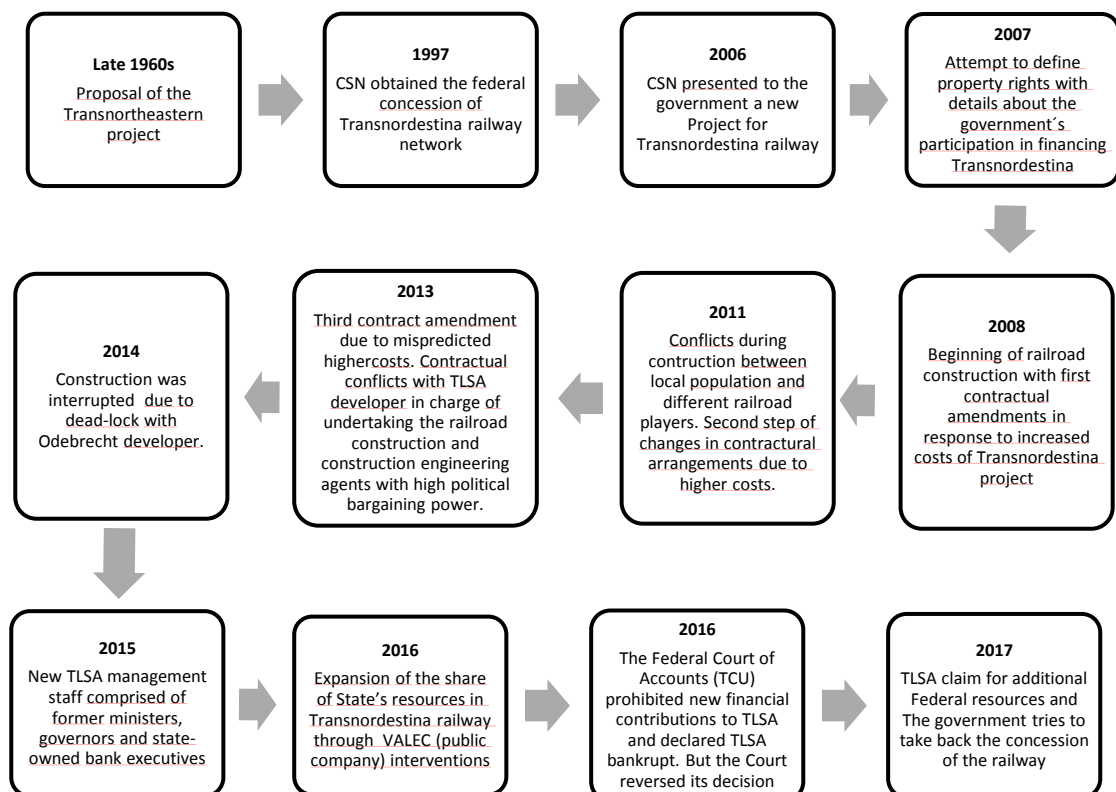 Late 1960s
Proposal of the
Transnortheastern
project
1997
CSN obtained the federal
concession of
Transnordestina railway
network
2006
CSN presented to the
government a new
Project for
Transnordestina railway
2007
Attempt to define
property rights with
details about the
government´s
participation in financing
Transnordestina
2008
Beginning of railroad
construction with first
contractual
amendments in
response to increased
costs of Transnordestina
project
2011
Conflicts during
contruction between
local population and
different railroad
players. Second step of
changes in contractural
arrangements due to
higher costs.
2013
Third contract amendment
due to mispredicted
highercosts. Contractual
conflicts with TLSA
developer in charge of
undertaking the railroad
construction and
construction engineering
agents with high political
bargaining power.
2014
Construction was
interrupted due to
dead-lock with
Odebrecht developer.
2015
New TLSA management
staff comprised of
former ministers,
governors and state-
owned bank executives
2016
Expansion of the share
of State’s resources in
Transnordestina railway
through VALEC (public
company) interventions
2016
The Federal Court of
Accounts (TCU)
prohibited new financial
contributions to TLSA
and declared TLSA
bankrupt. But the Court
reversed its decision
2017
TLSA claim for additional
Federal resources and
The government tries to
take back the concession
of the railway